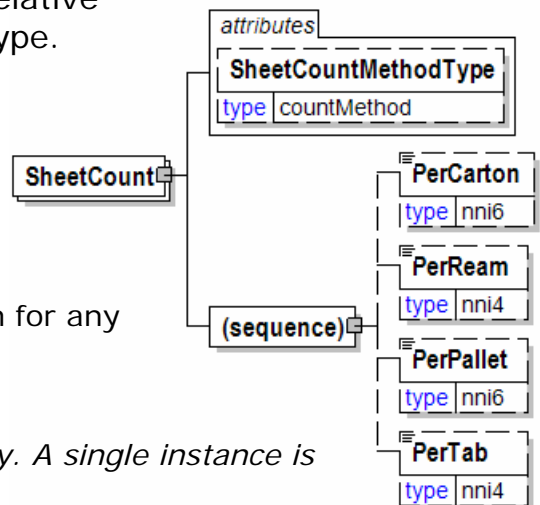 elative
ype.
attributes
SheetCountMethodType
type countMethod
SheetCount
PerCarton
type nni6
PerReam
type nni4
n for any
(sequence)
PerPallet
type nni6
y. A single instance is
PerTab
type nni4